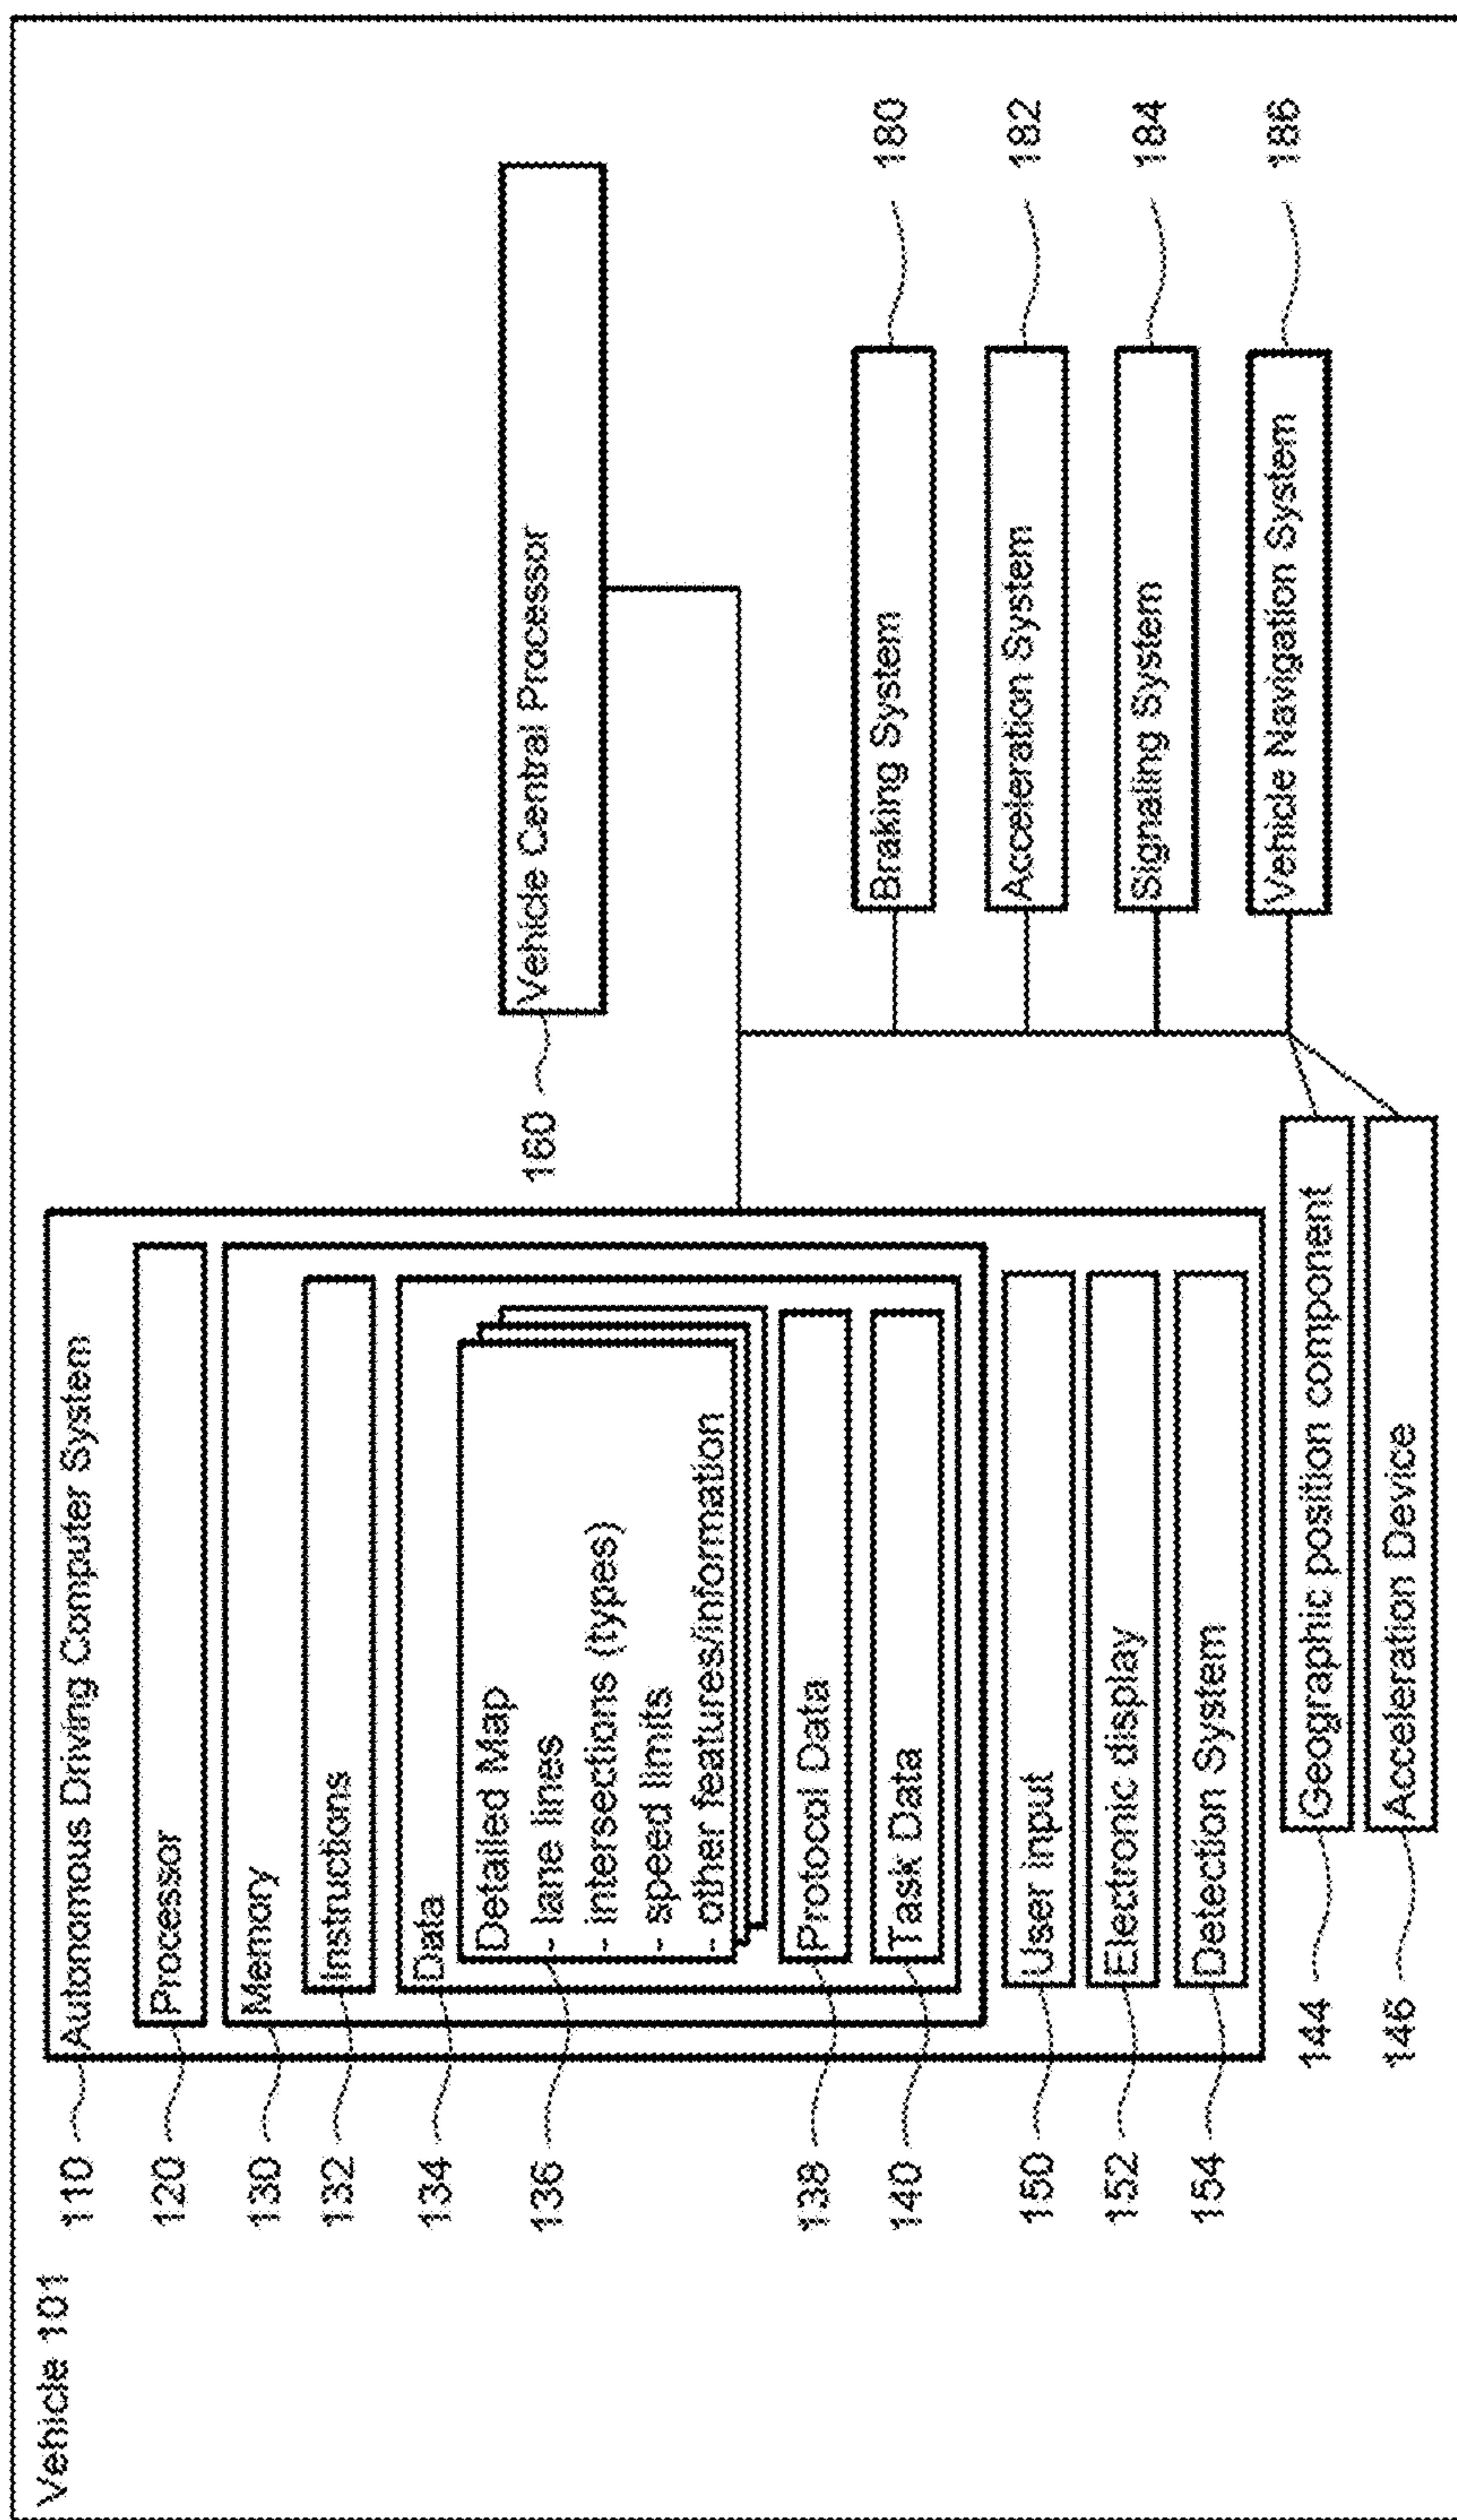 Vehicle 101
110
Autonomous Driving Computer System
120
Processor
130
Memory
132
Instructions
134
Data
136
Detailed Map
- lane lines
- intersections (types)
- speed limits
- other features/information
138
Protocal Data
140
Task Data
150
User input
152
Electronic display
154
Detection System
144
Geographic position component
146
Acceleration Device
160
Vehicle Central Processor
Braking System
180
Acceleration System
182
Signaling System
184
Vehicle Navigation System
186